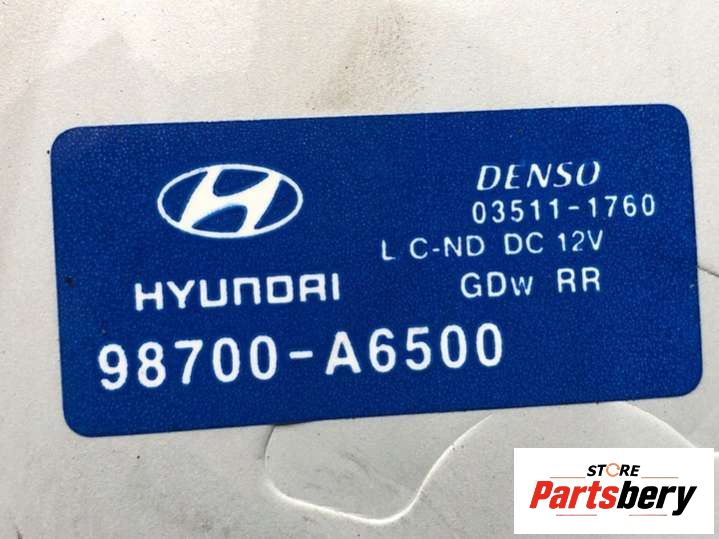 DENSO
03511-1760
L C-ND DC 12V
HYUNDAI
GDw RR
98700-A6500
STORE
Partsbery